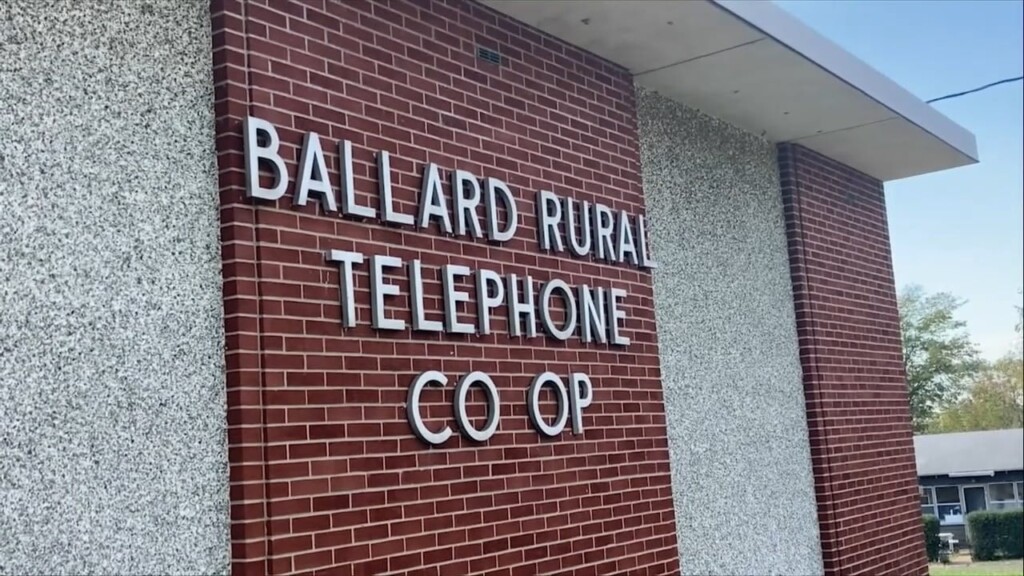 BALLARD RURAL
TELEPHONE
CO OP